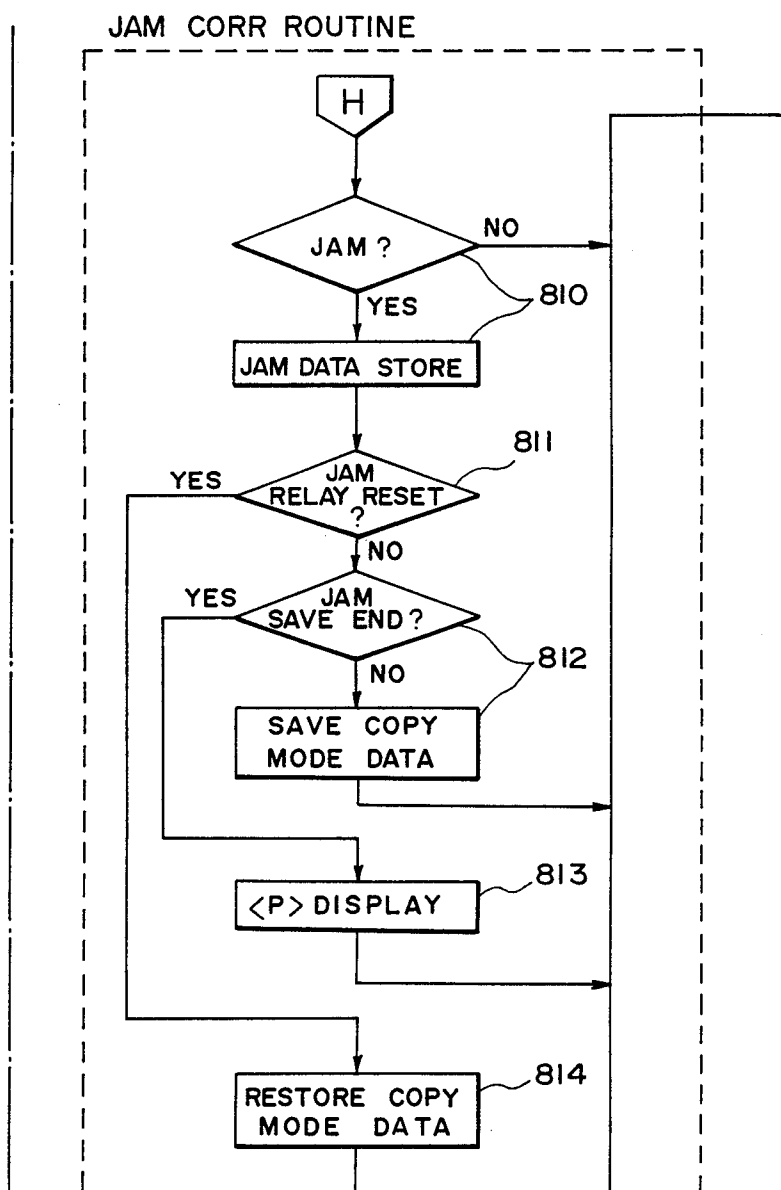 JAM CORR ROUTINE
H
JAM ?
NO
YES
810
JAM DATA STORE
811
YES
JAM
RELAY RESET
?
NO
YES
JAM
SAVE END ?
812
NO
SAVE COPY
MODE DATA
813
<P> DISPLAY
814
RESTORE COPY
MODE DATA